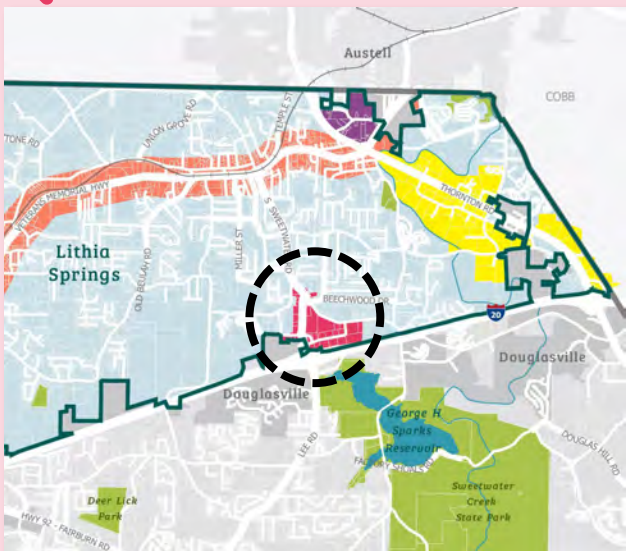 Austell
COBB
UNION GROVE RD
TEMPLE ST
VETERANS MEMORIAL HWY
THORNTON RD
S SWEETWATER
MILLER ST
OLD BEULAH RD
Lithia
Springs
BEECHWOOD DR
20
Douglasville
Douglasville
LEE RD
George H
Sparks
Reservoir
FACTORY SHOALS RD
DOUGLAS HILL RD
Sweetwater
Creek
State Park
Deer Lick
Park
HWY 92 - FAIRBURN RD